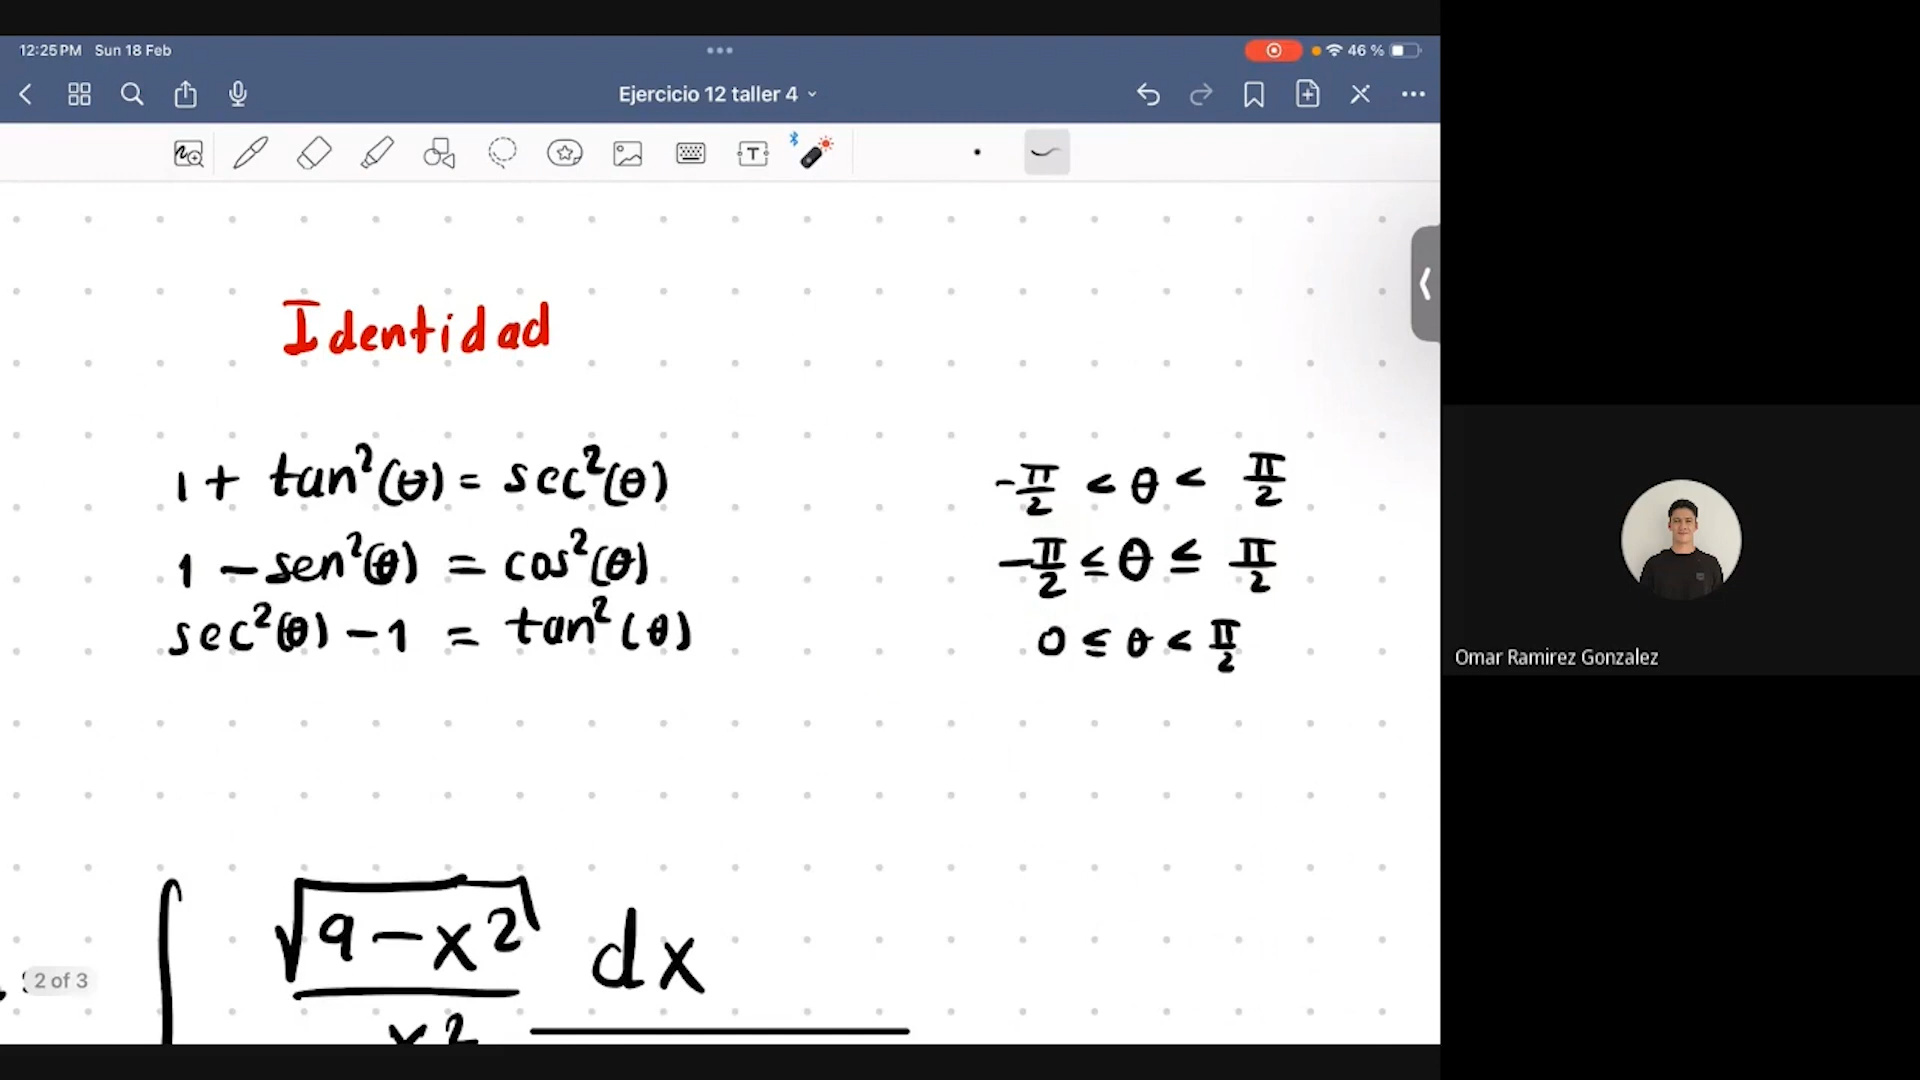 12:25 PM Sun 18 Feb
46 %
Ejercicio 12 taller 4
T
Identidad
1 + tan²(θ) = sec²(θ) -π/2 < θ < π/2
1 - sen²(θ) = cos²(θ) -π/2 ≤ θ ≤ π/2
sec²(θ) - 1 = tan²(θ) 0 ≤ θ < π/2
∫ √(9-x²)/x² dx
2 of 3
Omar Ramirez Gonzalez